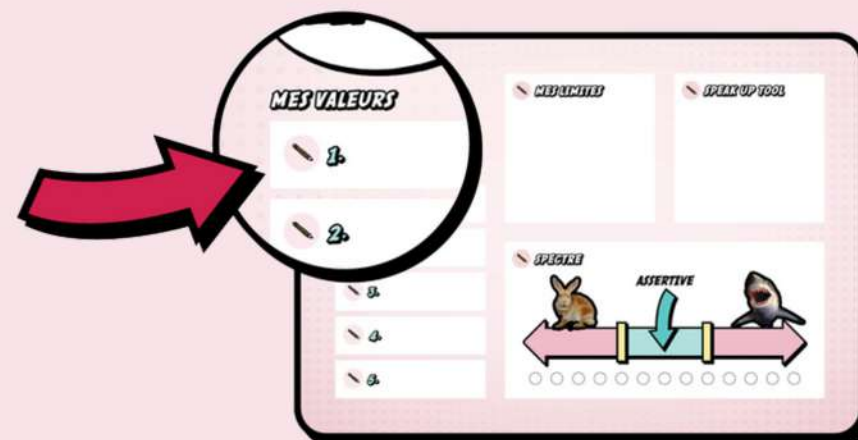 MES VALEURS
1.
2.
3.
4.
5.
MES LIMITES
SPEAK UP TOOL
SPECTRE
ASSERTIVE